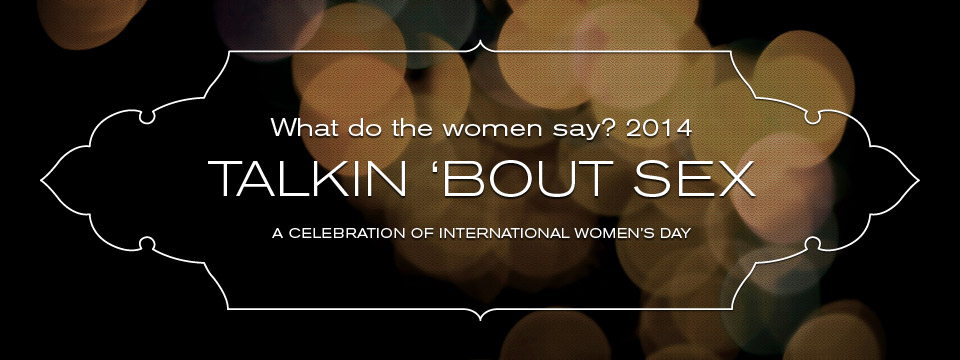 What do the women say? 2014
TALKIN ‘BOUT SEX
A CELEBRATION OF INTERNATIONAL WOMEN'S DAY